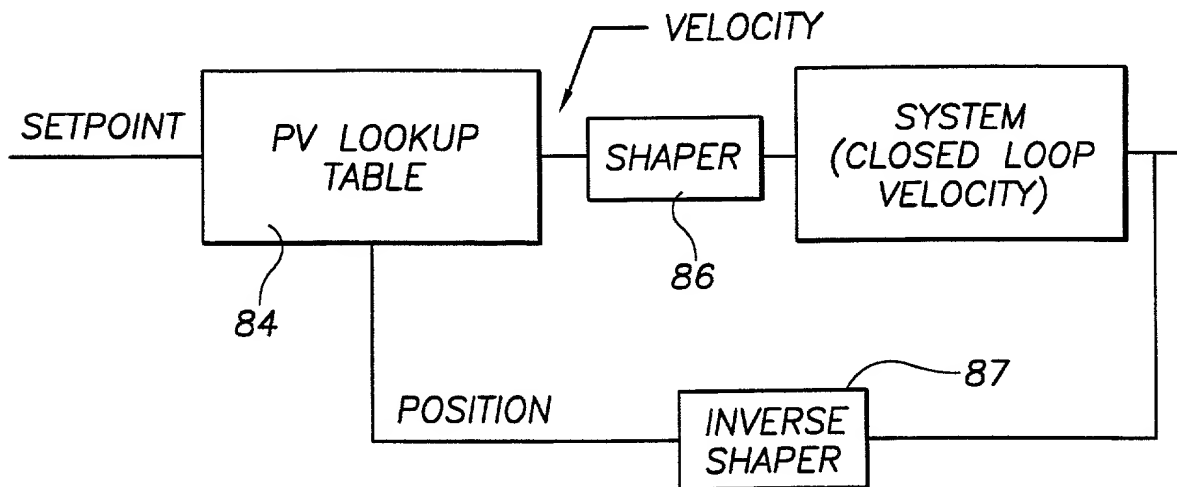 VELOCITY
SETPOINT
PV LOOKUP
TABLE
SHAPER
SYSTEM
(CLOSED LOOP
VELOCITY)
84
86
87
POSITION
INVERSE
SHAPER